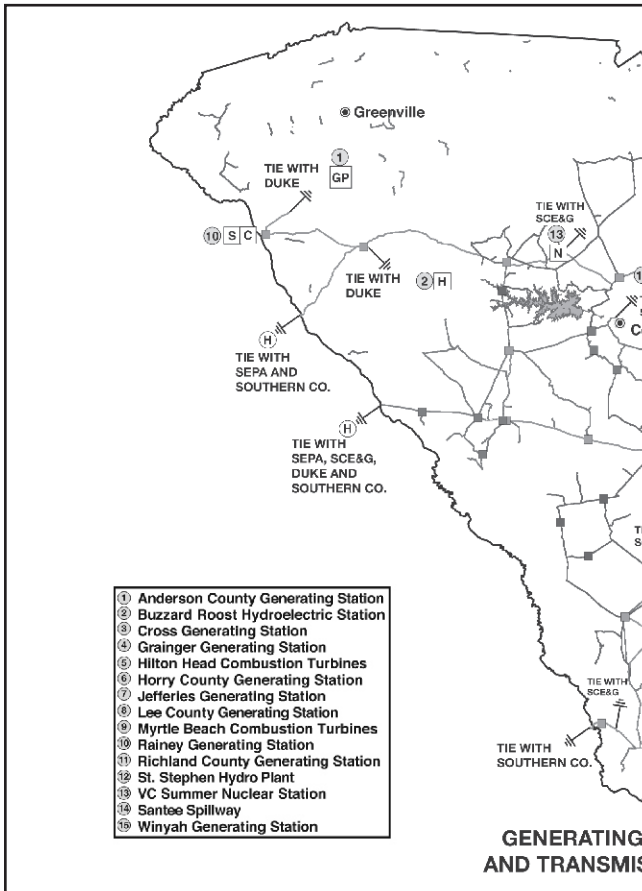 Greenville
1
GP
TIE WITH
DUKE
10 S C
TIE WITH
SCE&G
13
N
TIE WITH
DUKE
2 H
H
TIE WITH
SEPA AND
SOUTHERN CO.
H
TIE WITH
SEPA, SCE&G,
DUKE AND
SOUTHERN CO.
1 Anderson County Generating Station
2 Buzzard Roost Hydroelectric Station
3 Cross Generating Station
4 Grainger Generating Station
5 Hilton Head Combustion Turbines
6 Horry County Generating Station
7 Jefferies Generating Station
8 Lee County Generating Station
9 Myrtle Beach Combustion Turbines
10 Rainey Generating Station
11 Richland County Generating Station
12 St. Stephen Hydro Plant
13 VC Summer Nuclear Station
14 Santee Spillway
15 Winyah Generating Station
TIE WITH
SCE&G
TIE WITH
SOUTHERN CO.
GENERATING
AND TRANSMIS